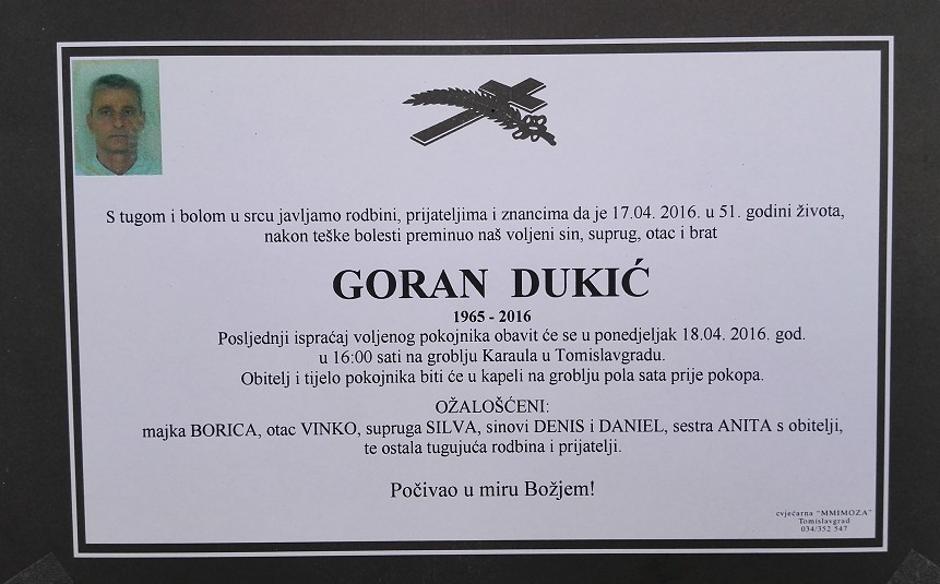 S tugom i bolom u srcu javljamo rodbini, prijateljima i znancima da je 17.04. 2016. u 51. godini života,
nakon teške bolesti preminuo naš voljeni sin, suprug, otac i brat
GORAN DUKIĆ
1965 - 2016
Posljednji ispraćaj voljenog pokojnika obavit će se u ponedjeljak 18.04. 2016. god.
u 16:00 sati na groblju Karaula u Tomislavgradu.
Obitelj i tijelo pokojnika biti će u kapeli na groblju pola sata prije pokopa.
OŽALOŠĆENI:
majka BORICA, otac VINKO, supruga SILVA, sinovi DENIS i DANIEL, sestra ANITA s obitelji,
te ostala tugujuća rodbina i prijatelji.
Počivao u miru Božjem!
cvjećarna "MMIMOZA"
Tomislavgrad
034/352 547